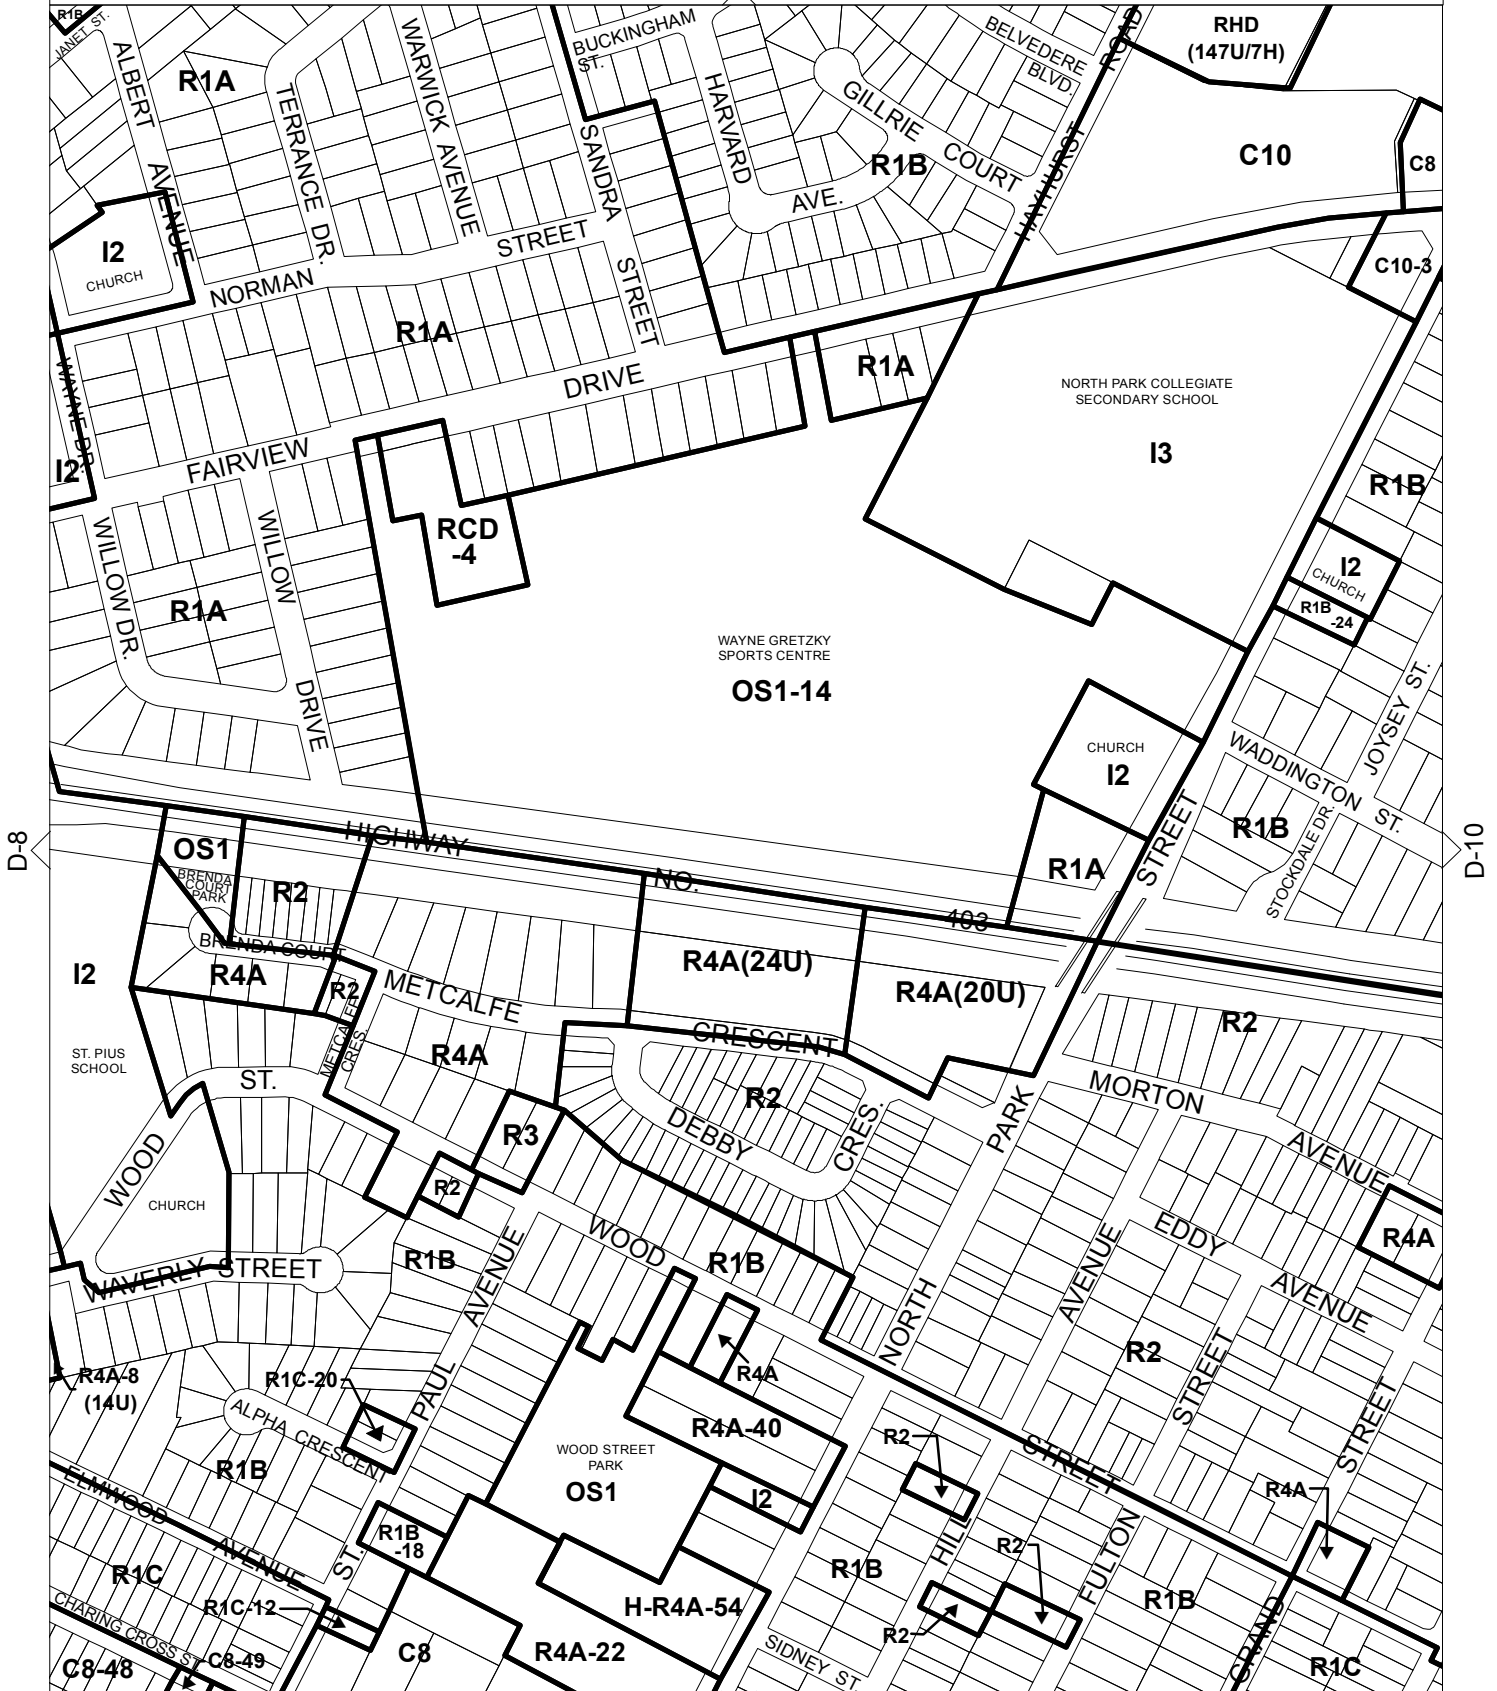 R1B
JANET ST.
ALBERT
AVENUE
R1A
TERRANCE DR.
WARWICK AVENUE
BUCKINGHAM
ST.
SANDRA
STREET
HARVARD
AVE.
GILLRIE COURT
R1B
BELVEDERE
BLVD.
HAYHURST ROAD
RHD
(147U/7H)
C10
C8
C10-3
I2
CHURCH
NORMAN STREET
R1A
WAYNE DR.
I2
FAIRVIEW DRIVE
R1A
NORTH PARK COLLEGIATE
SECONDARY SCHOOL
I3
R1B
RCD
-4
WILLOW DR.
WILLOW
DRIVE
R1A
I2
CHURCH
R1B
-24
WAYNE GRETZKY
SPORTS CENTRE
OS1-14
CHURCH
I2
JOYSEY ST.
WADDINGTON ST.
R1B
STOCKDALE DR.
R1A
STREET
D-8
D-10
HIGHWAY NO. 403
OS1
BRENDA
COURT
PARK
R2
BRENDA COURT
R4A
R2
I2
ST. PIUS
SCHOOL
METCALFE
CRESCENT
METCALFE
CRES.
R4A(24U)
R4A(20U)
R2
R4A
ST.
WOOD
CHURCH
R3
R2
R2
DEBBY
CRES.
PARK
NORTH
MORTON
AVENUE
R4A
EDDY
AVENUE
AVENUE
WAVERLY STREET
R1B
AVENUE
PAUL
ST.
WOOD
STREET
R1B
R4A
R4A-8
(14U)
R1C-20
ALPHA CRESCENT
R1B
R4A-40
WOOD STREET
PARK
OS1
I2
R2
R2
STREET
STREET
R4A
ELMWOOD
AVENUE
R1B
-18
R1C
R1C-12
CHARING CROSS ST.
C8-49
C8-48
C8
R4A-22
H-R4A-54
R1B
HILL
R2
R2
SIDNEY ST.
FULTON
R1B
GRAND
R1C